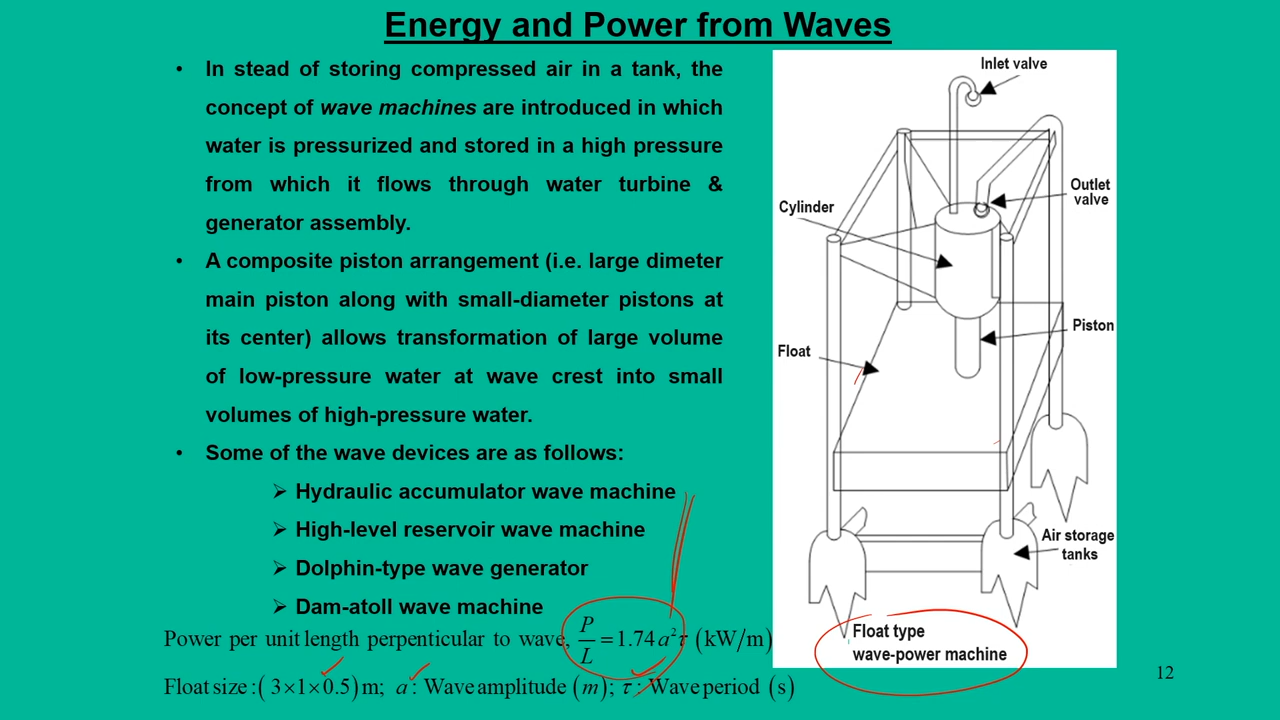 Energy and Power from Waves
• In stead of storing compressed air in a tank, the
concept of wave machines are introduced in which
water is pressurized and stored in a high pressure
from which it flows through water turbine &
generator assembly.
• A composite piston arrangement (i.e. large dimeter
main piston along with small-diameter pistons at
its center) allows transformation of large volume
of low-pressure water at wave crest into small
volumes of high-pressure water.
• Some of the wave devices are as follows:
➢ Hydraulic accumulator wave machine
➢ High-level reservoir wave machine
➢ Dolphin-type wave generator
➢ Dam-atoll wave machine
Power per unit length perpenticular to wave, P/L = 1.74 a²τ (kW/m)
Float size :( 3×1×0.5) m; a : Wave amplitude (m); τ : Wave period (s)
Inlet valve
Outlet
valve
Cylinder
Piston
Float
Air storage
tanks
Float type
wave-power machine
12